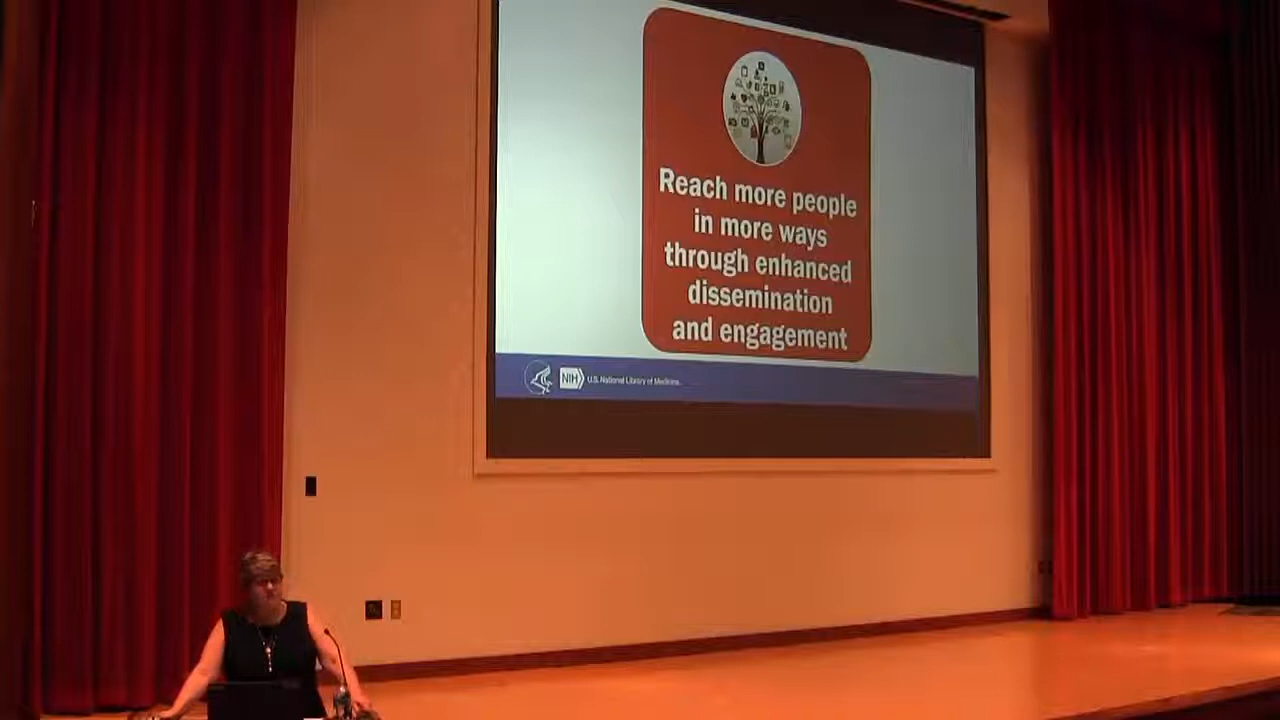 Reach more people
in more ways
through enhanced
dissemination
and engagement
NIH U.S. National Library of Medicine